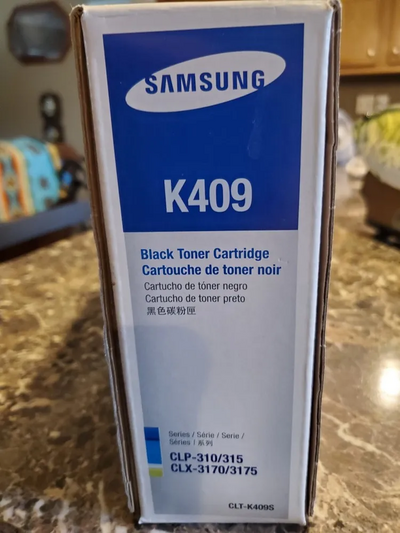 SAMSUNG
K409
Black Toner Cartridge
Cartouche de toner noir
Cartucho de tóner negro
Cartucho de toner preto
黑色碳粉匣
Series / Série / Serie /
Séries / 系列
CLP-310/315
CLX-3170/3175
CLT-K409S